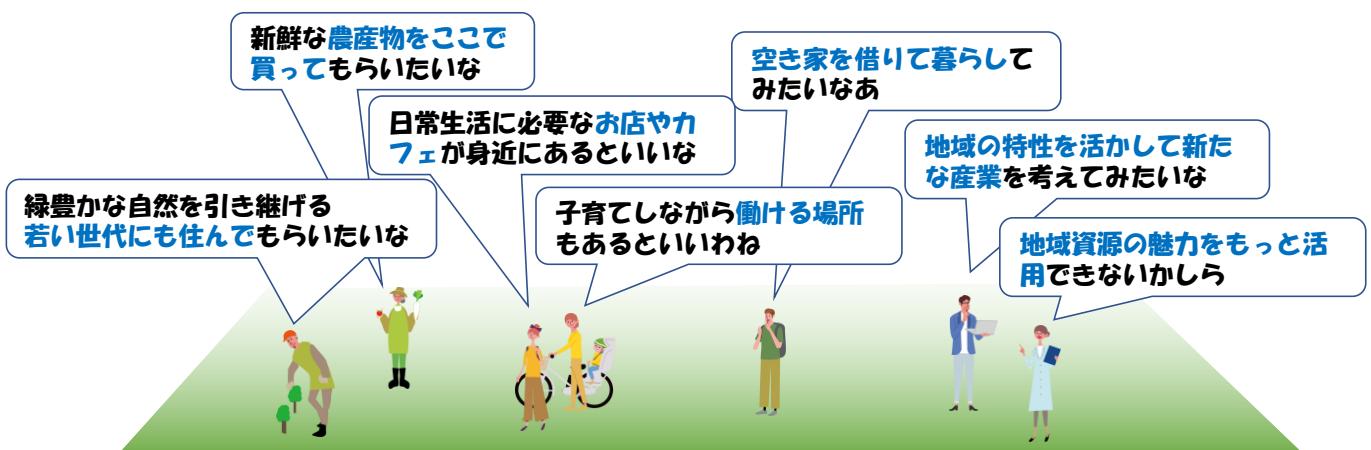 新鮮な農産物をここで
買ってもらいたいな
日常生活に必要なお店やカ
フェが身近にあるといいな
緑豊かな自然を引き継げる
若い世代にも住んでもらいたいな
子育てしながら働ける場所
もあるといいわね
空き家を借りて暮らして
みたいなあ
地域の特性を活かして新た
な産業を考えてみたいな
地域資源の魅力をもっと活
用できないかしら